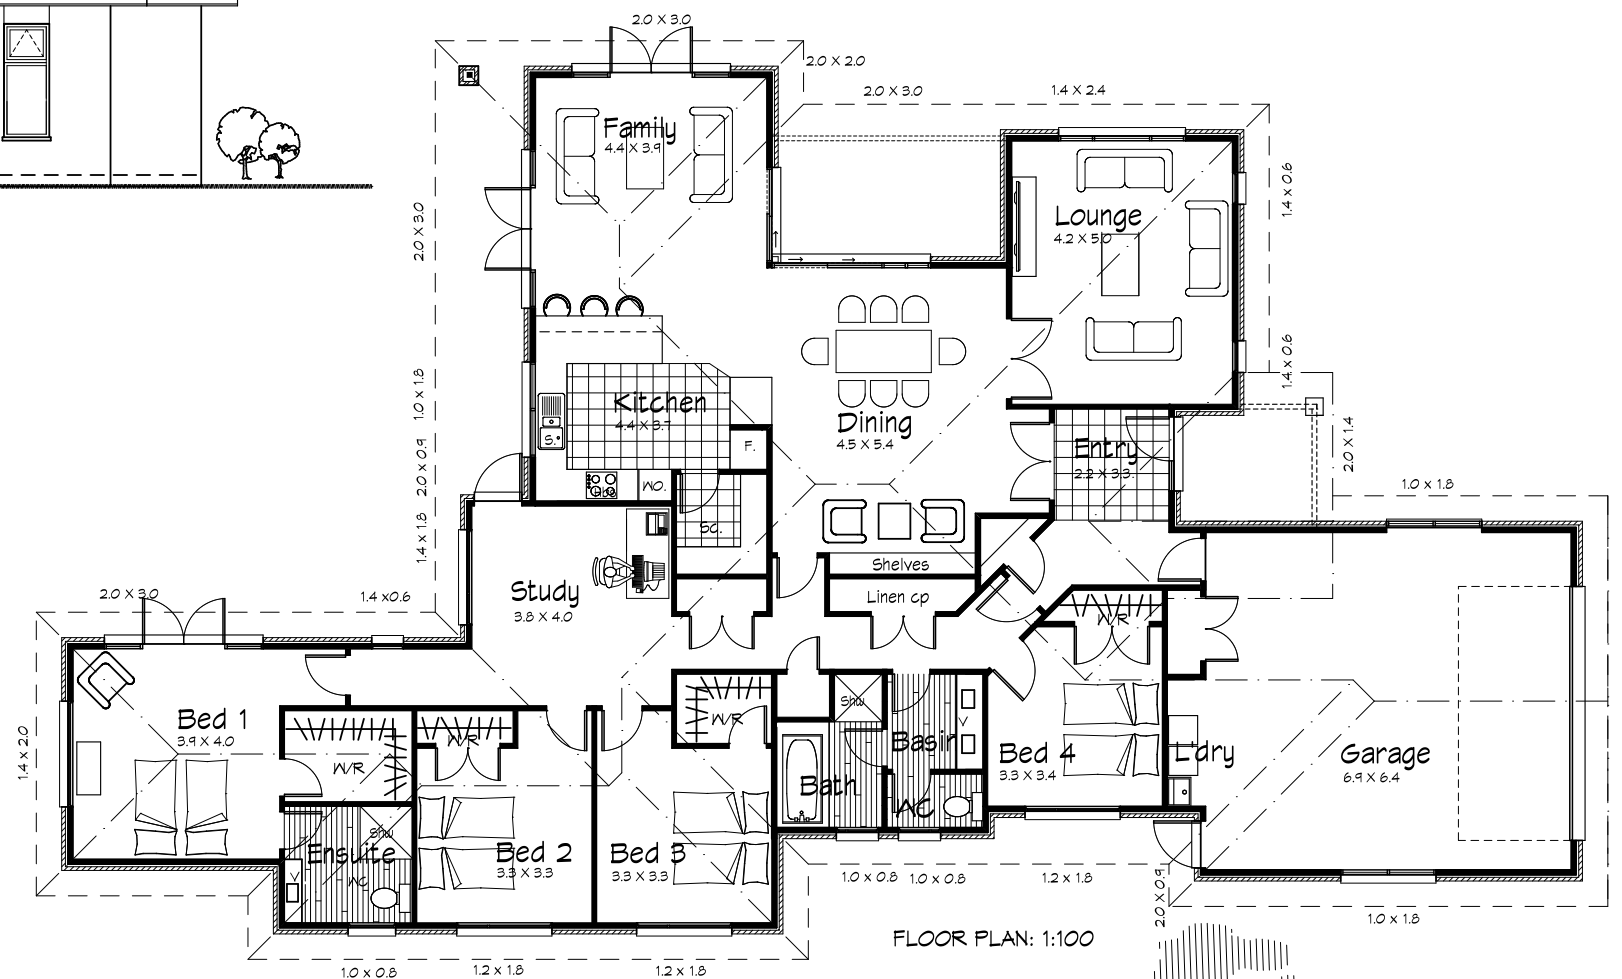 2.0 X 3.0
2.0 X 2.0
2.0 X 3.0
1.4 X 2.4
Family
4.4 X 3.9
1.4 X 0.6
Lounge
4.2 X 5.0
2.0 X 3.0
1.4 X 0.6
1.0 X 1.8
Kitchen
4.4 X 3.7
S.
F.
Dining
4.5 X 5.4
Entry
2.2 X 3.3
2.0 X 1.4
2.0 X 0.9
WO.
1.0 X 1.8
Sc.
1.4 X 1.8
Shelves
Study
3.8 X 4.0
Linen cp
2.0 X 3.0
1.4 x0.6
W/R
Bed 1
3.9 X 4.0
W/R
W/R
W/R
Shw
Basin
Bed 4
3.3 X 3.4
L'dry
Garage
6.9 X 6.4
1.4 X 2.0
Bath
WC
Shw
Ensuite
WC
Bed 2
3.3 X 3.3
Bed 3
3.3 X 3.3
1.0 X 0.8
1.0 X 0.8
1.2 X 1.8
2.0 X 0.9
1.0 X 1.8
FLOOR PLAN: 1:100
1.0 X 0.8
1.2 X 1.8
1.2 X 1.8